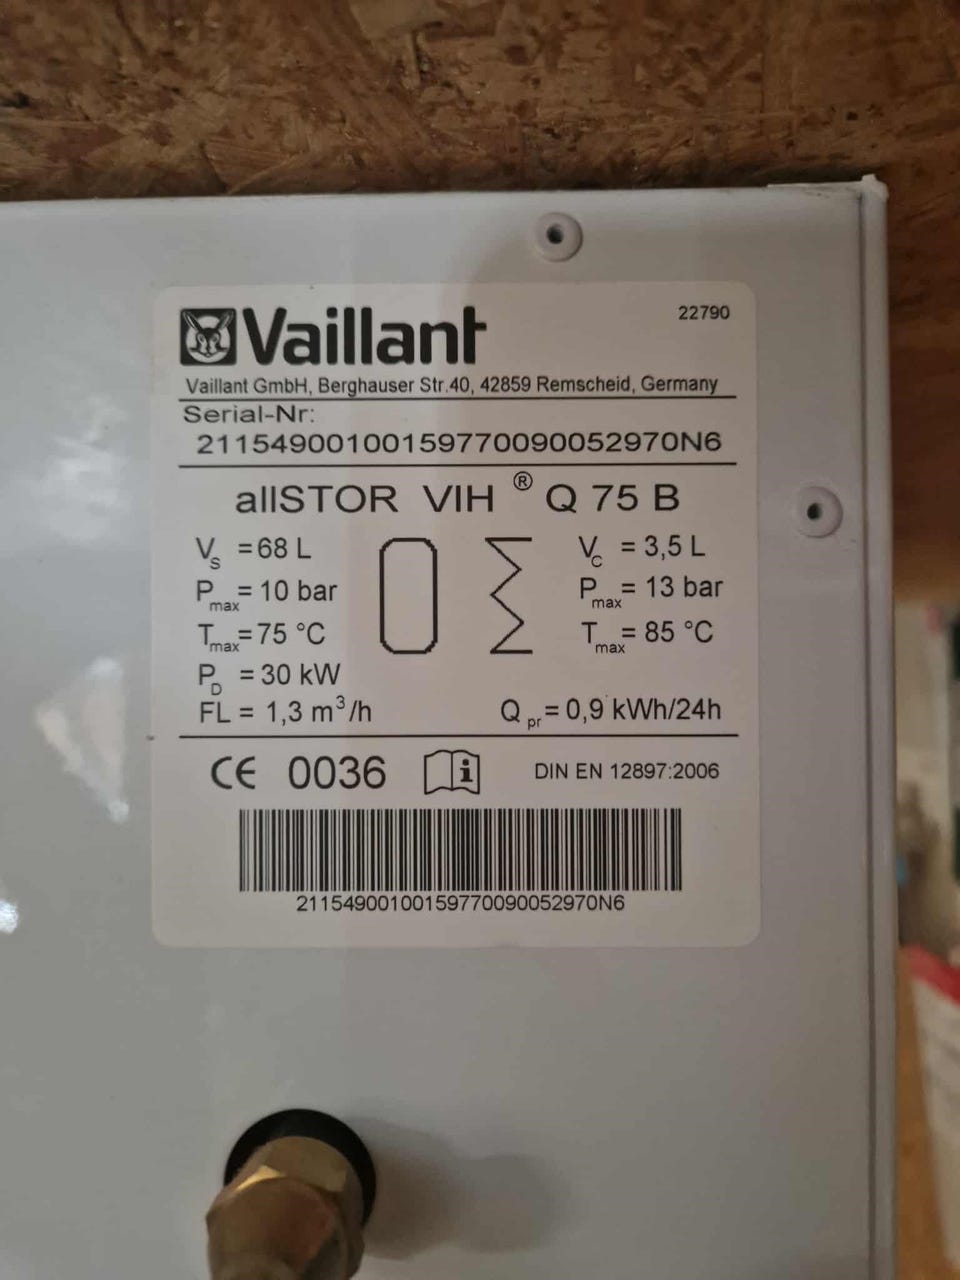 Vaillant
22790
Vaillant GmbH, Berghauser Str.40, 42859 Remscheid, Germany
Serial-Nr:
21154900100159770090052970N6
allSTOR VIH ® Q 75 B
Vs = 68 L
Pmax = 10 bar
Tmax = 75 °C
PD = 30 kW
FL = 1,3 m³/h
Vc = 3,5 L
Pmax = 13 bar
Tmax = 85 °C
Qpr = 0,9 kWh/24h
CE 0036
DIN EN 12897:2006
21154900100159770090052970N6